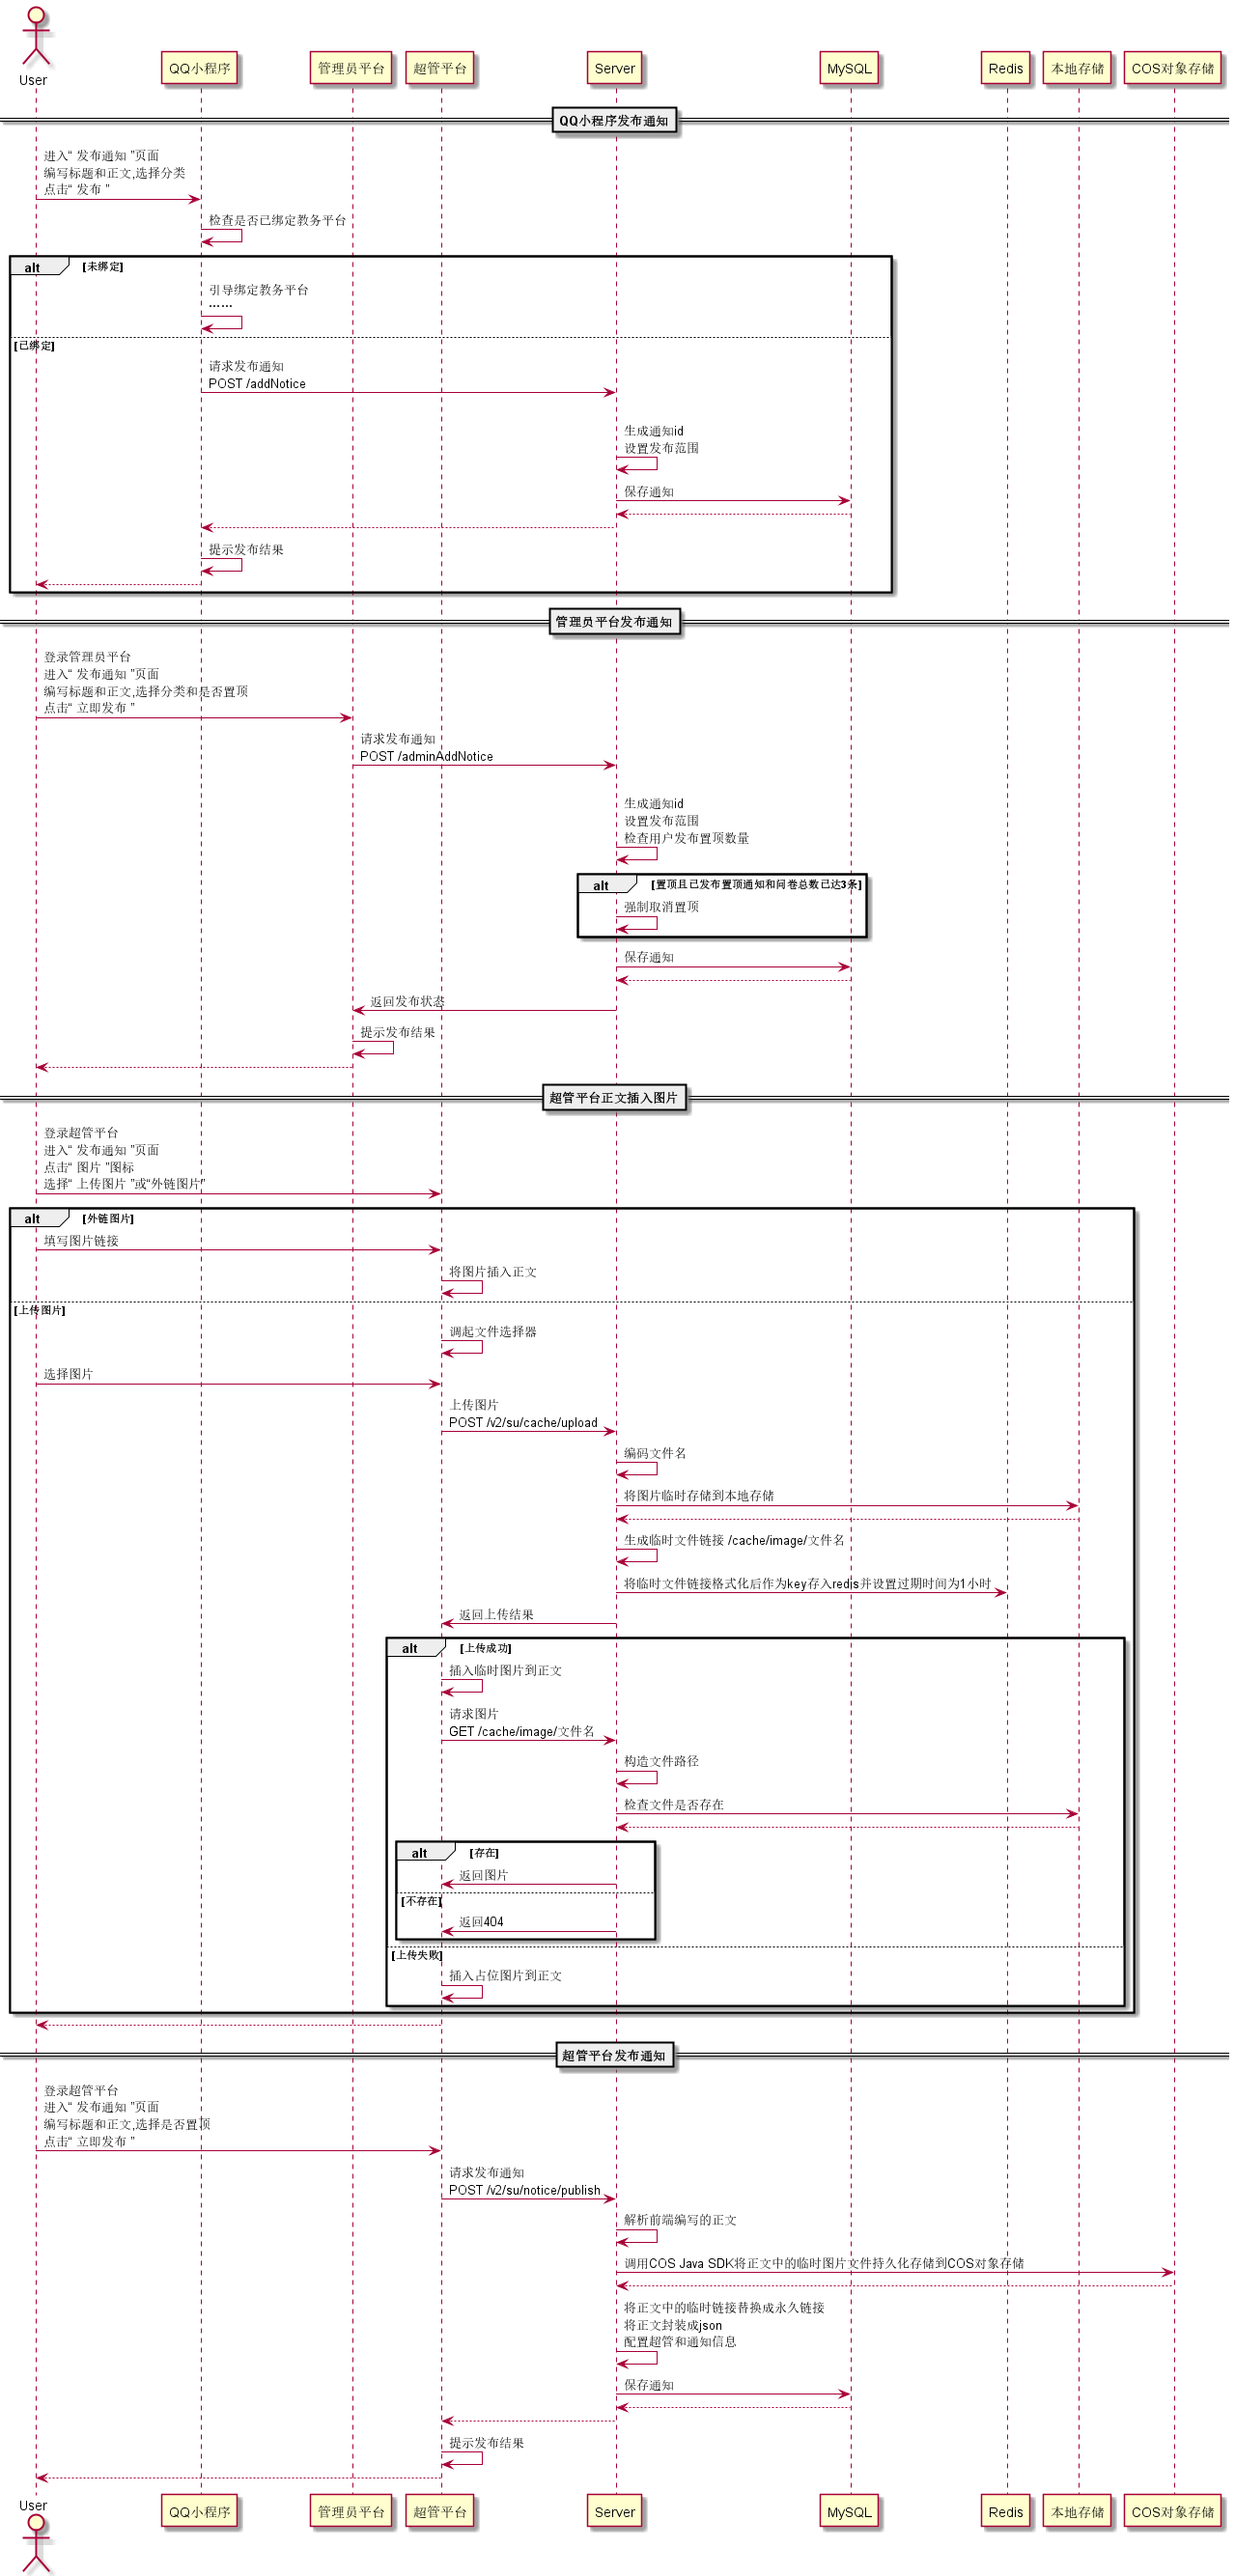 User
QQ小程序
管理员平台
超管平台
Server
MySQL
Redis
本地存储
COS对象存储
QQ小程序发布通知
进入“ 发布通知 ”页面
编写标题和正文,选择分类
点击“ 发布 ”
检查是否已绑定教务平台
alt
[未绑定]
引导绑定教务平台
……
[已绑定]
请求发布通知
POST /addNotice
生成通知id
设置发布范围
保存通知
提示发布结果
管理员平台发布通知
登录管理员平台
进入“ 发布通知 ”页面
编写标题和正文,选择分类和是否置顶
点击“ 立即发布 ”
请求发布通知
POST /adminAddNotice
生成通知id
设置发布范围
检查用户发布置顶数量
alt
[置顶且已发布置顶通知和问卷总数已达3条]
强制取消置顶
保存通知
返回发布状态
提示发布结果
超管平台正文插入图片
登录超管平台
进入“ 发布通知 ”页面
点击“ 图片 ”图标
选择“ 上传图片 ”或“外链图片”
alt
[外链图片]
填写图片链接
将图片插入正文
[上传图片]
调起文件选择器
选择图片
上传图片
POST /v2/su/cache/upload
编码文件名
将图片临时存储到本地存储
生成临时文件链接 /cache/image/文件名
将临时文件链接格式化后作为key存入redis并设置过期时间为1小时
返回上传结果
alt
[上传成功]
插入临时图片到正文
请求图片
GET /cache/image/文件名
构造文件路径
检查文件是否存在
alt
[存在]
返回图片
[不存在]
返回404
[上传失败]
插入占位图片到正文
超管平台发布通知
登录超管平台
进入“ 发布通知 ”页面
编写标题和正文,选择是否置顶
点击“ 立即发布 ”
请求发布通知
POST /v2/su/notice/publish
解析前端编写的正文
调用COS Java SDK将正文中的临时图片文件持久化存储到COS对象存储
将正文中的临时链接替换成永久链接
将正文封装成json
配置超管和通知信息
保存通知
提示发布结果
User
QQ小程序
管理员平台
超管平台
Server
MySQL
Redis
本地存储
COS对象存储